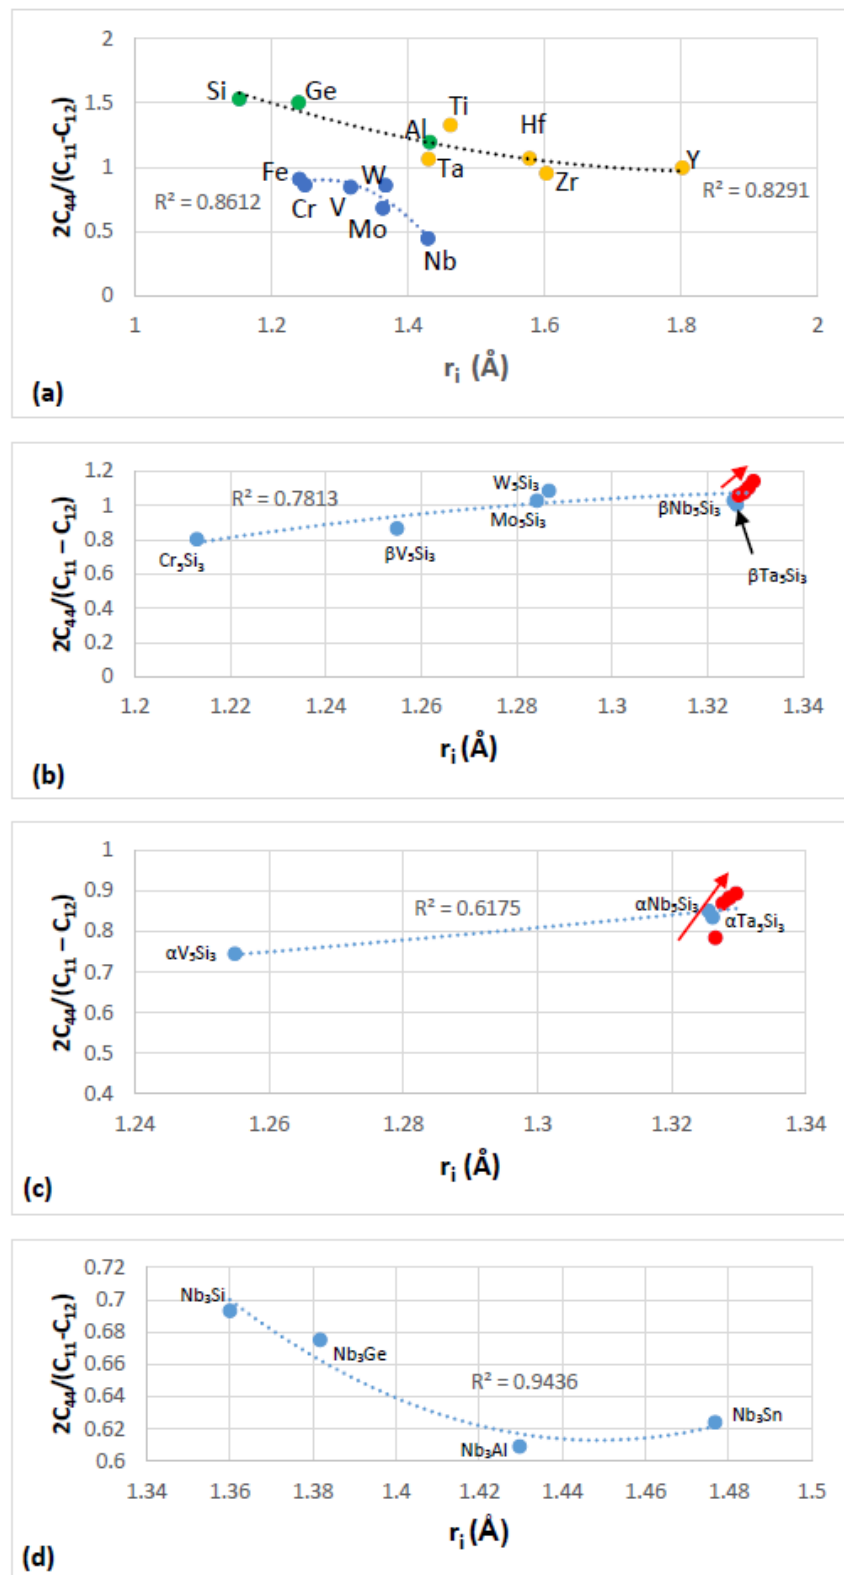 2
Si
Ge
Ti
1.5
Al
Hf
2C₄₄/(C₁₁-C₁₂)
1
Fe
W
Ta
Y
R² = 0.8612
Cr
V
Zr
R² = 0.8291
Mo
0.5
Nb
0
1 1.2 1.4 1.6 1.8 2
rᵢ (Å)
(a)
1.2
W₅Si₃
R² = 0.7813
1
Mo₅Si₃
βNb₅Si₃
2C₄₄/(C₁₁ – C₁₂)
0.8
Cr₅Si₃
βV₅Si₃
βTa₅Si₃
0.6
0.4
0.2
0
1.2 1.22 1.24 1.26 1.28 1.3 1.32 1.34
rᵢ (Å)
(b)
1
0.9
R² = 0.6175
αNb₅Si₃
2C₄₄/(C₁₁ – C₁₂)
0.8
αTa₅Si₃
αV₅Si₃
0.7
0.6
0.5
0.4
1.24 1.26 1.28 1.3 1.32 1.34
rᵢ (Å)
(c)
0.72
Nb₃Si
0.7
0.68
2C₄₄/(C₁₁-C₁₂)
0.66
Nb₃Ge
R² = 0.9436
0.64
Nb₃Sn
0.62
Nb₃Al
0.6
1.34 1.36 1.38 1.4 1.42 1.44 1.46 1.48 1.5
rᵢ (Å)
(d)